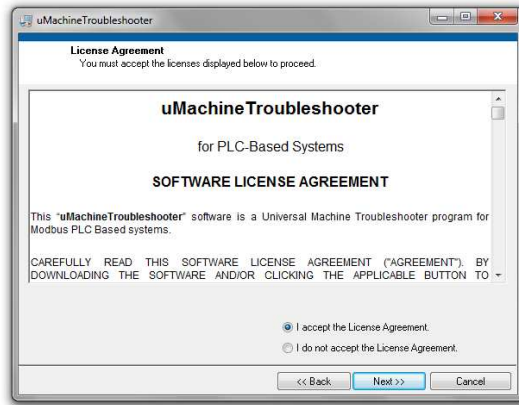 uMachineTroubleshooter
License Agreement
You must accept the licenses displayed below to proceed.
uMachineTroubleshooter
for PLC-Based Systems
SOFTWARE LICENSE AGREEMENT
This “uMachineTroubleshooter” software is a Universal Machine Troubleshooter program for
Modbus PLC Based systems.
CAREFULLY READ THIS SOFTWARE LICENSE AGREEMENT ("AGREEMENT"). BY
DOWNLOADING THE SOFTWARE AND/OR CLICKING THE APPLICABLE BUTTON TO
I accept the License Agreement.
I do not accept the License Agreement.
<< Back Next >> Cancel